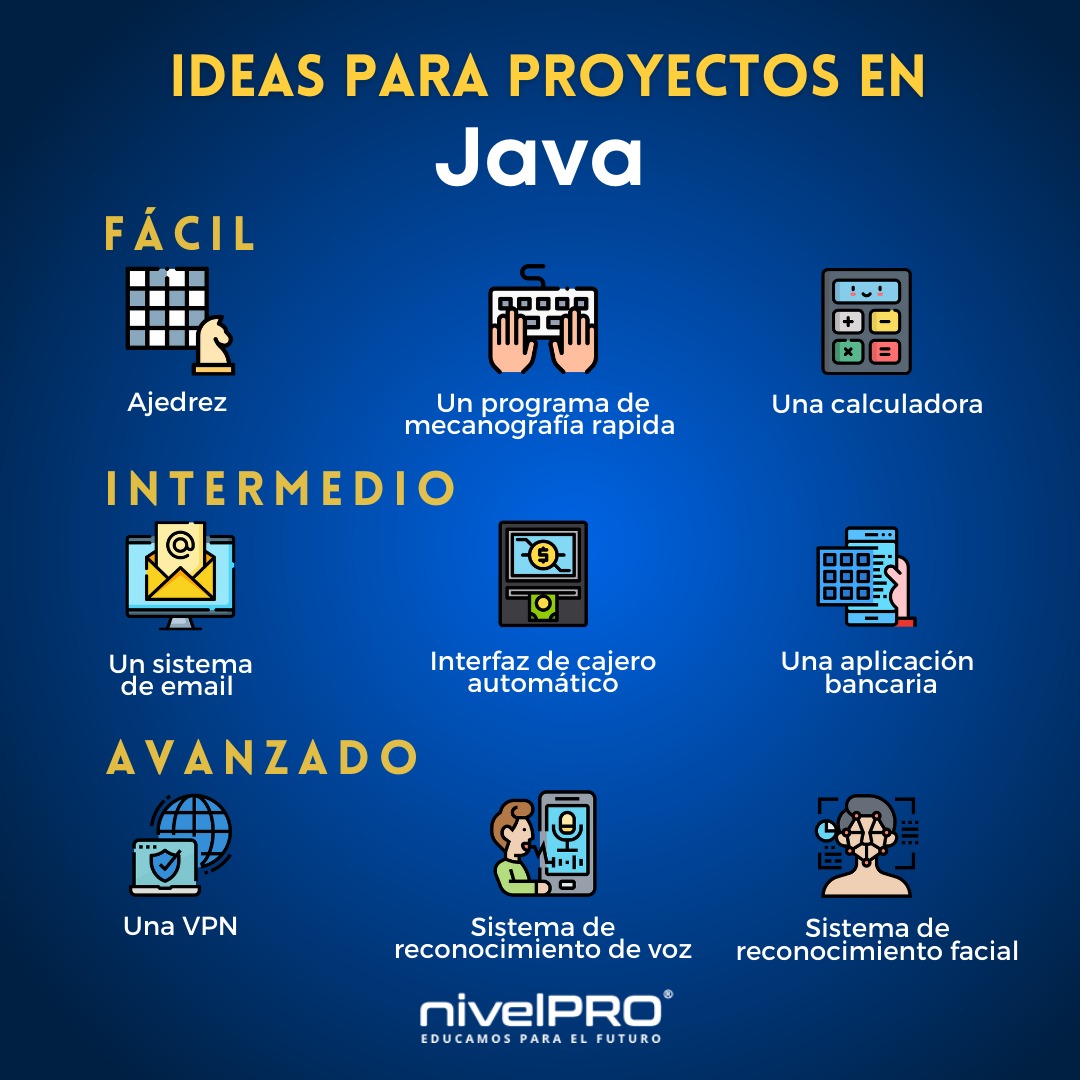 IDEAS PARA PROYECTOS EN
Java
FÁCIL
Ajedrez
Un programa de
mecanografía rapida
Una calculadora
INTERMEDIO
Un sistema
de email
Interfaz de cajero
automático
Una aplicación
bancaria
AVANZADO
Una VPN
Sistema de
reconocimiento de voz
Sistema de
reconocimiento facial
nivelPRO®
EDUCAMOS PARA EL FUTURO